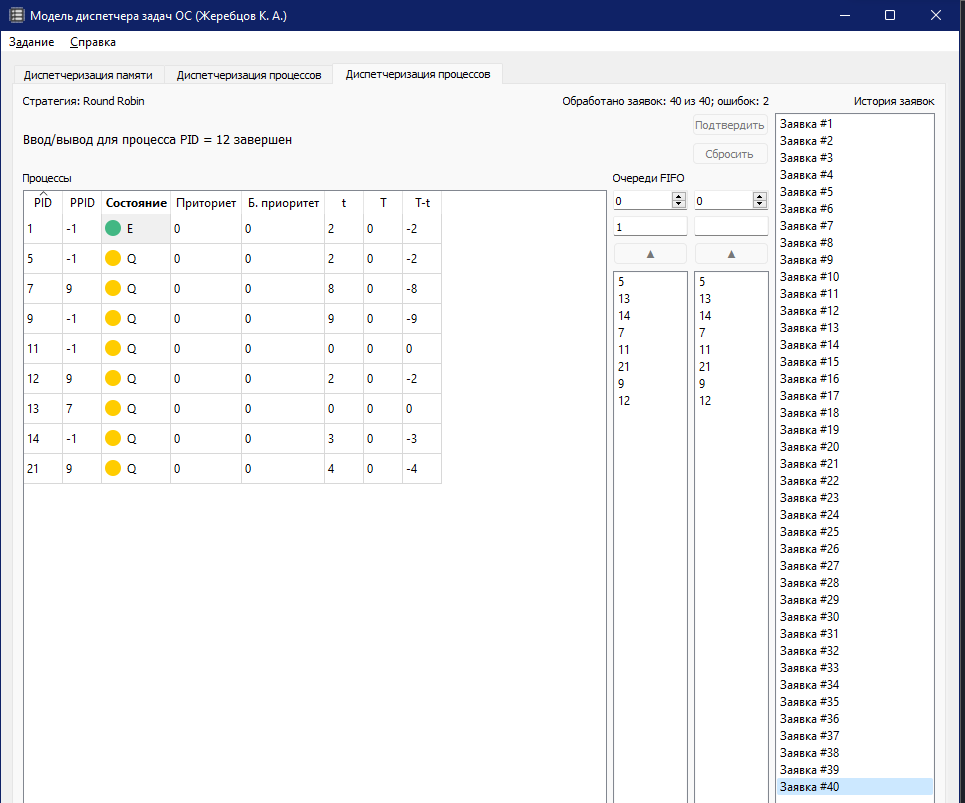 Модель диспетчера задач ОС (Жеребцов К. А.)
Задание Справка
Диспетчеризация памяти Диспетчеризация процессов Диспетчеризация процессов
Стратегия: Round Robin Обработано заявок: 40 из 40; ошибок: 2 История заявок
Подтвердить
Ввод/вывод для процесса PID = 12 завершен
Сбросить
Процессы Очереди FIFO
PID PPID Состояние Приториет Б. приоритет t T T-t
1 -1 E 0 0 2 0 -2
5 -1 Q 0 0 2 0 -2
7 9 Q 0 0 8 0 -8
9 -1 Q 0 0 9 0 -9
11 -1 Q 0 0 0 0 0
12 9 Q 0 0 2 0 -2
13 7 Q 0 0 0 0 0
14 -1 Q 0 0 3 0 -3
21 9 Q 0 0 4 0 -4
0 0
1
▲ ▲
5 5
13 13
14 14
7 7
11 11
21 21
9 9
12 12
Заявка #1
Заявка #2
Заявка #3
Заявка #4
Заявка #5
Заявка #6
Заявка #7
Заявка #8
Заявка #9
Заявка #10
Заявка #11
Заявка #12
Заявка #13
Заявка #14
Заявка #15
Заявка #16
Заявка #17
Заявка #18
Заявка #19
Заявка #20
Заявка #21
Заявка #22
Заявка #23
Заявка #24
Заявка #25
Заявка #26
Заявка #27
Заявка #28
Заявка #29
Заявка #30
Заявка #31
Заявка #32
Заявка #33
Заявка #34
Заявка #35
Заявка #36
Заявка #37
Заявка #38
Заявка #39
Заявка #40